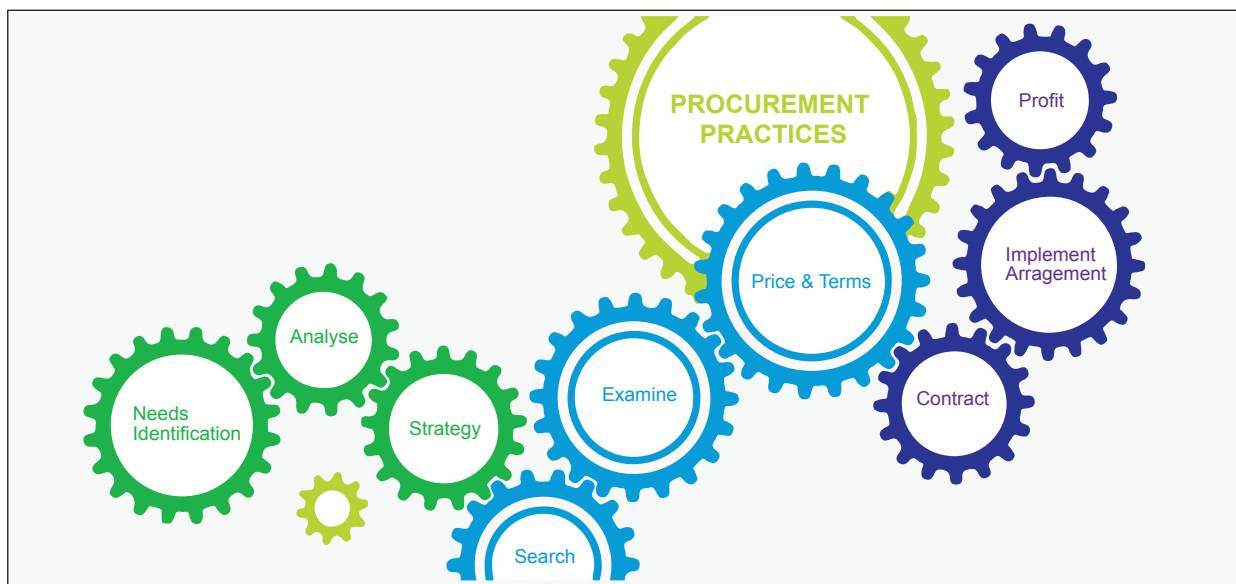 PROCUREMENT
PRACTICES
Profit
Implement
Arragement
Price & Terms
Contract
Examine
Search
Strategy
Analyse
Needs
Identification